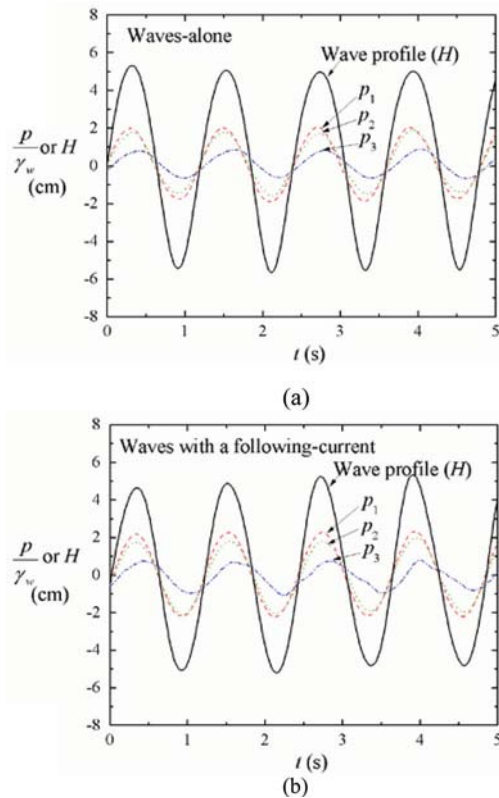 8
6
4
2
0
-2
-4
-6
-8
Waves-alone
Wave profile (H)
p1
p2
p3
p/γw or H
(cm)
0 1 2 3 4 5
t (s)
(a)
8
6
4
2
0
-2
-4
-6
-8
Waves with a following-current
Wave profile (H)
p1
p2
p3
p/γw or H
(cm)
0 1 2 3 4 5
t (s)
(b)